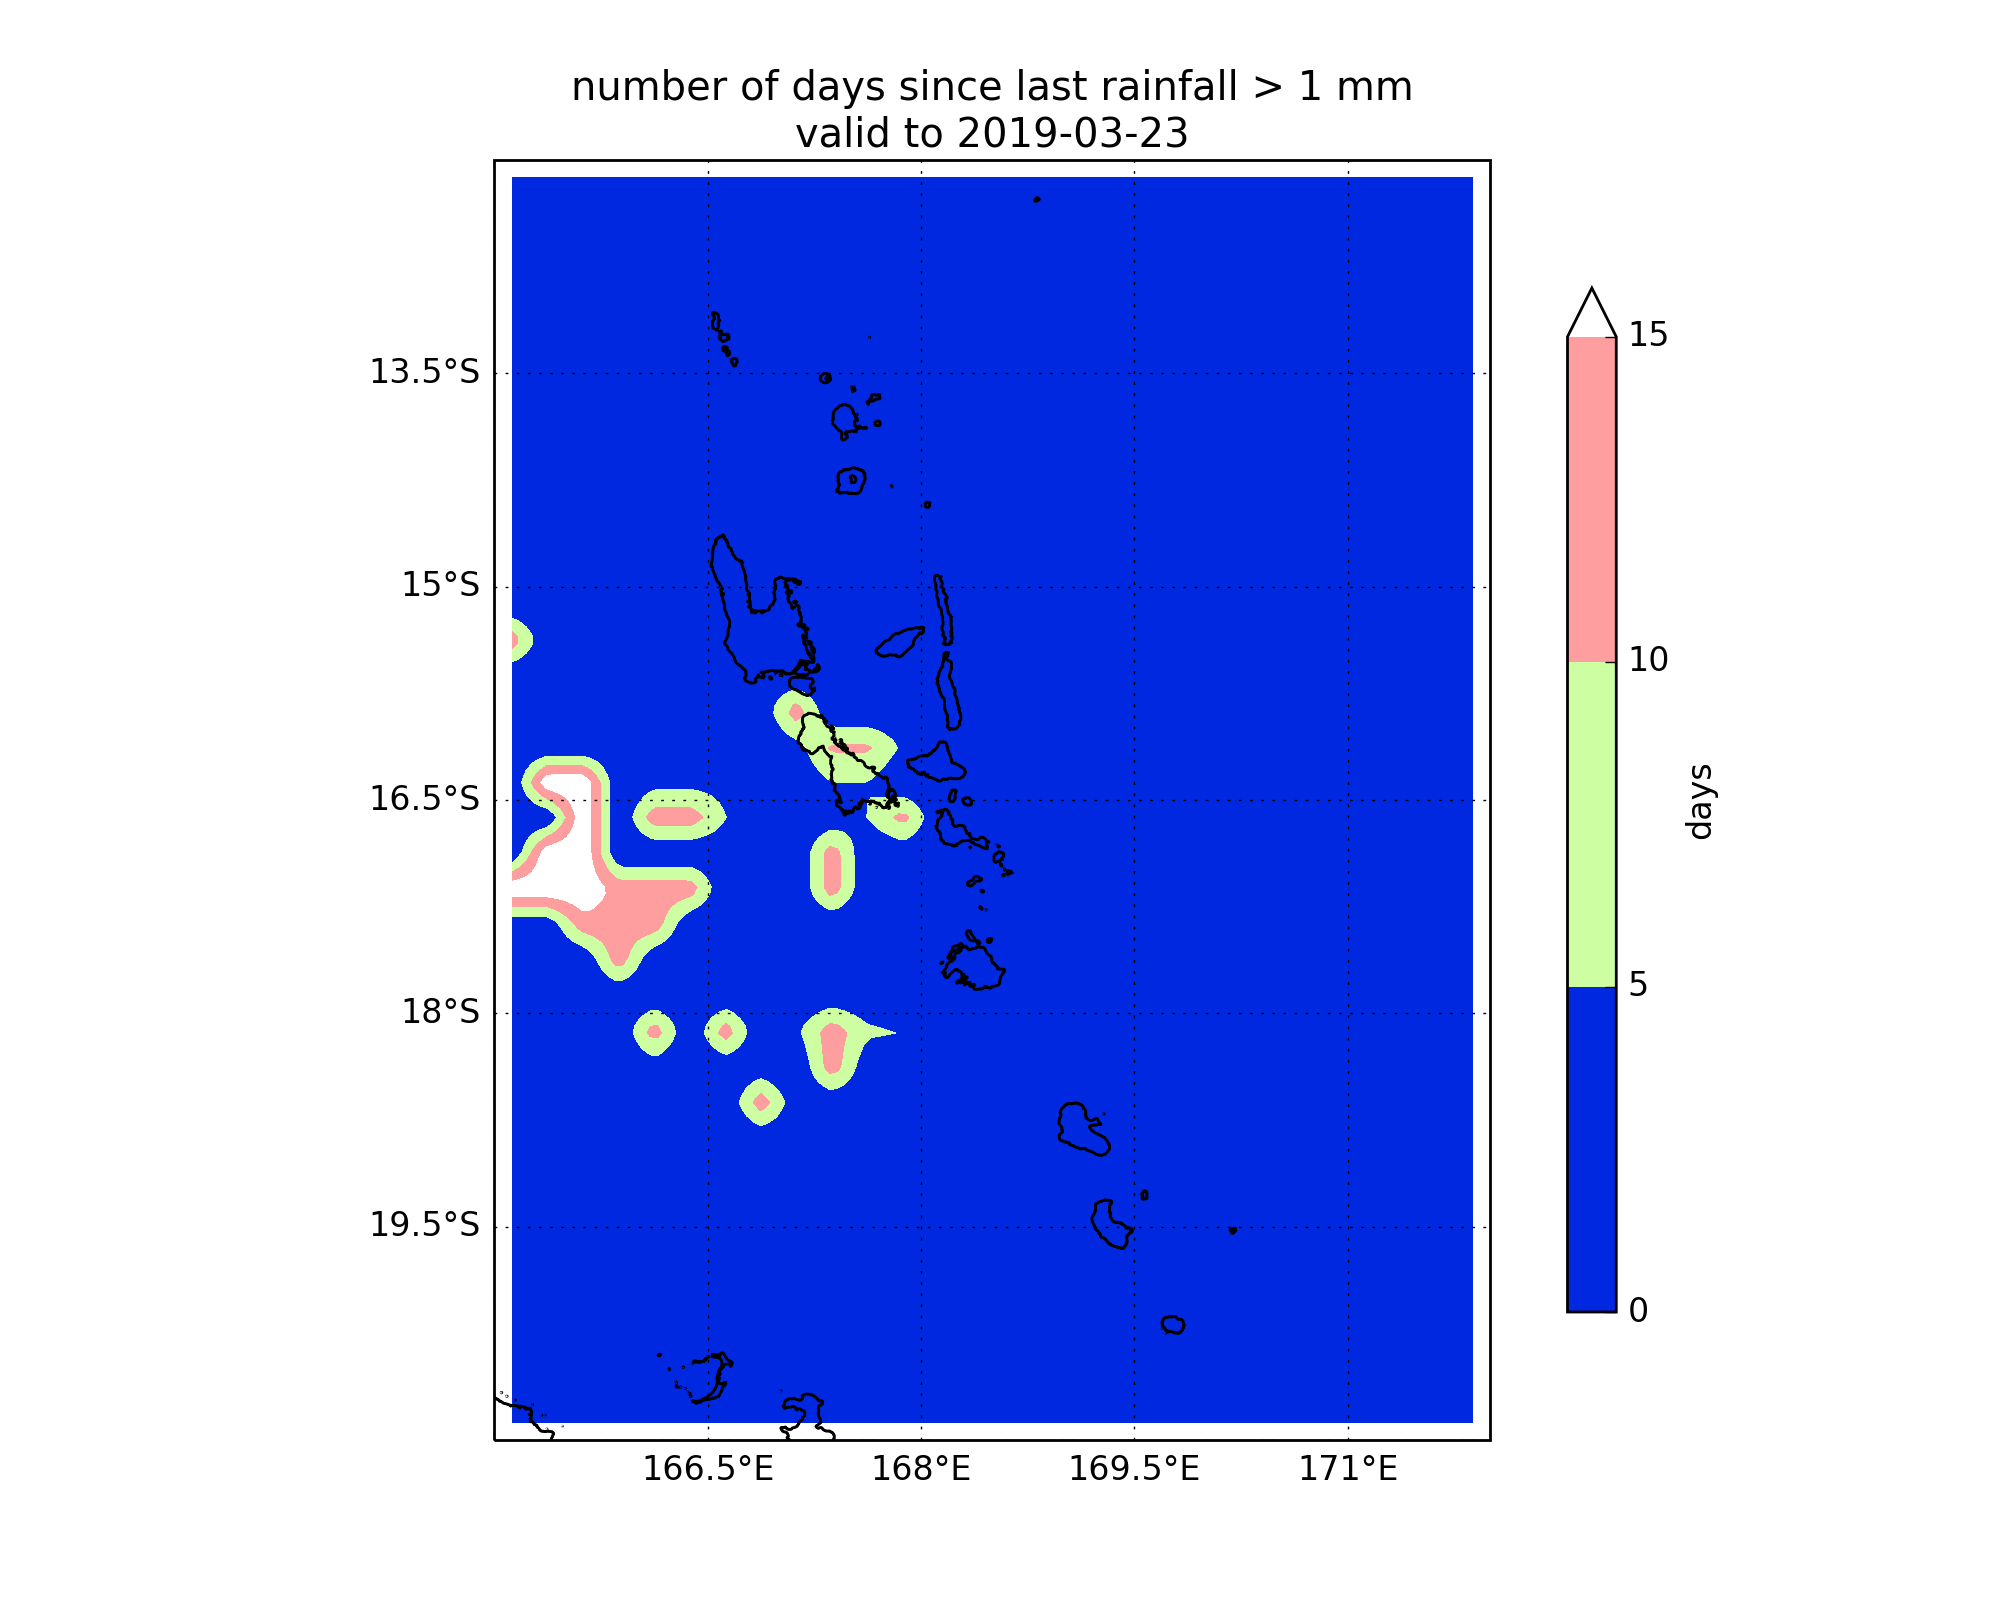 number of days since last rainfall > 1 mm
valid to 2019-03-23
13.5°S
15°S
16.5°S
18°S
19.5°S
166.5°E
168°E
169.5°E
171°E
15
10
5
0
days